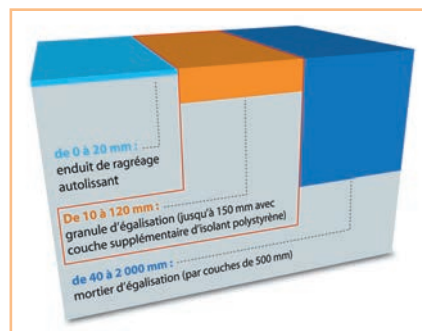 de 0 à 20 mm :
enduit de ragréage
autolissant
De 10 à 120 mm :
granule d'égalisation (jusqu'à 150 mm avec
couche supplémentaire d'isolant polystyrène)
de 40 à 2 000 mm :
mortier d'égalisation (par couches de 500 mm)